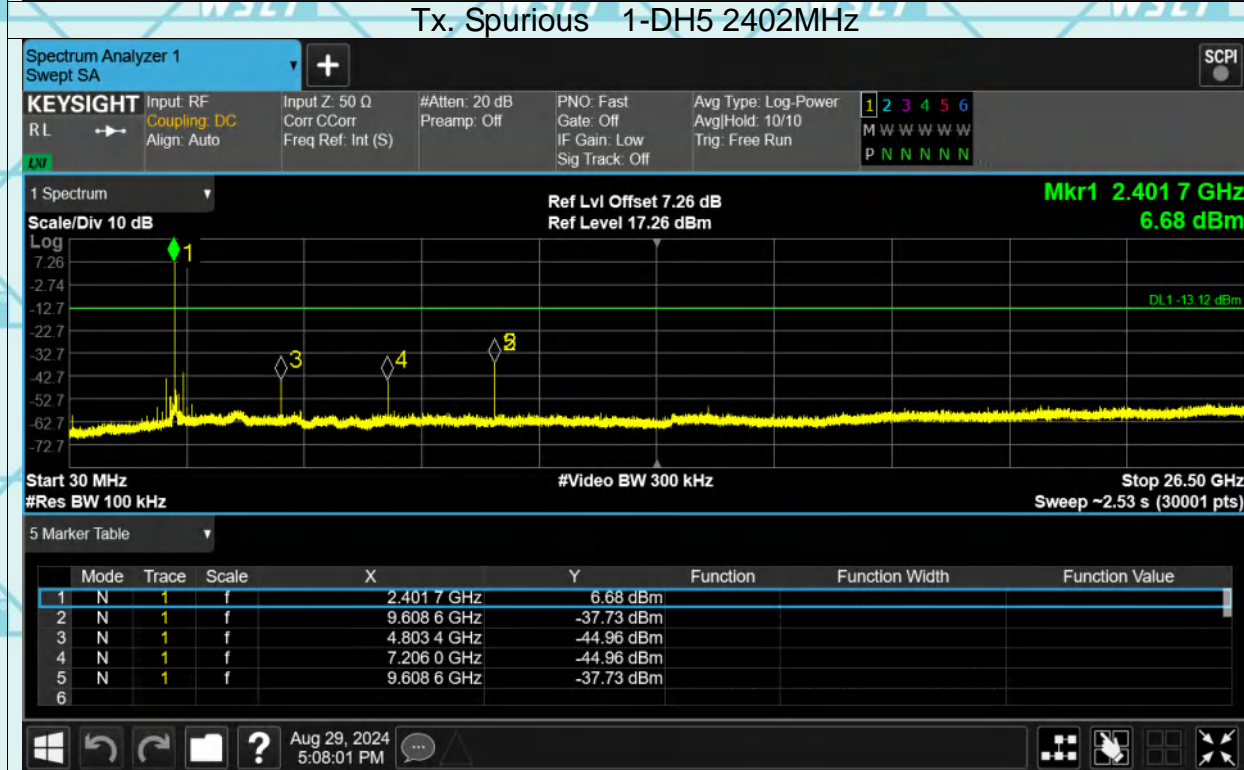 Tx. Spurious 1-DH5 2402MHz
Spectrum Analyzer 1
Swept SA
+
SCPI
KEYSIGHT
RL
LXI
Input: RF
Coupling: DC
Align: Auto
Input Z: 50 Ω
Corr CCorr
Freq Ref: Int (S)
#Atten: 20 dB
Preamp: Off
PNO: Fast
Gate: Off
IF Gain: Low
Sig Track: Off
Avg Type: Log-Power
Avg|Hold: 10/10
Trig: Free Run
1 2 3 4 5 6
M W W W W W
P N N N N N
1 Spectrum
Scale/Div 10 dB
Ref Lvl Offset 7.26 dB
Ref Level 17.26 dBm
Mkr1 2.401 7 GHz
6.68 dBm
Log
1
7.26
-2.74
DL1 -13.12 dBm
-12.7
-22.7
-32.7
3
4
-42.7
-52.7
-62.7
-72.7
Start 30 MHz
#Video BW 300 kHz
Stop 26.50 GHz
#Res BW 100 kHz
Sweep ~2.53 s (30001 pts)
5 Marker Table
Mode Trace Scale X Y Function Function Width Function Value
1 N 1 f 2.401 7 GHz 6.68 dBm
2 N 1 f 9.608 6 GHz -37.73 dBm
3 N 1 f 4.803 4 GHz -44.96 dBm
4 N 1 f 7.206 0 GHz -44.96 dBm
5 N 1 f 9.608 6 GHz -37.73 dBm
6
?
Aug 29, 2024
5:08:01 PM